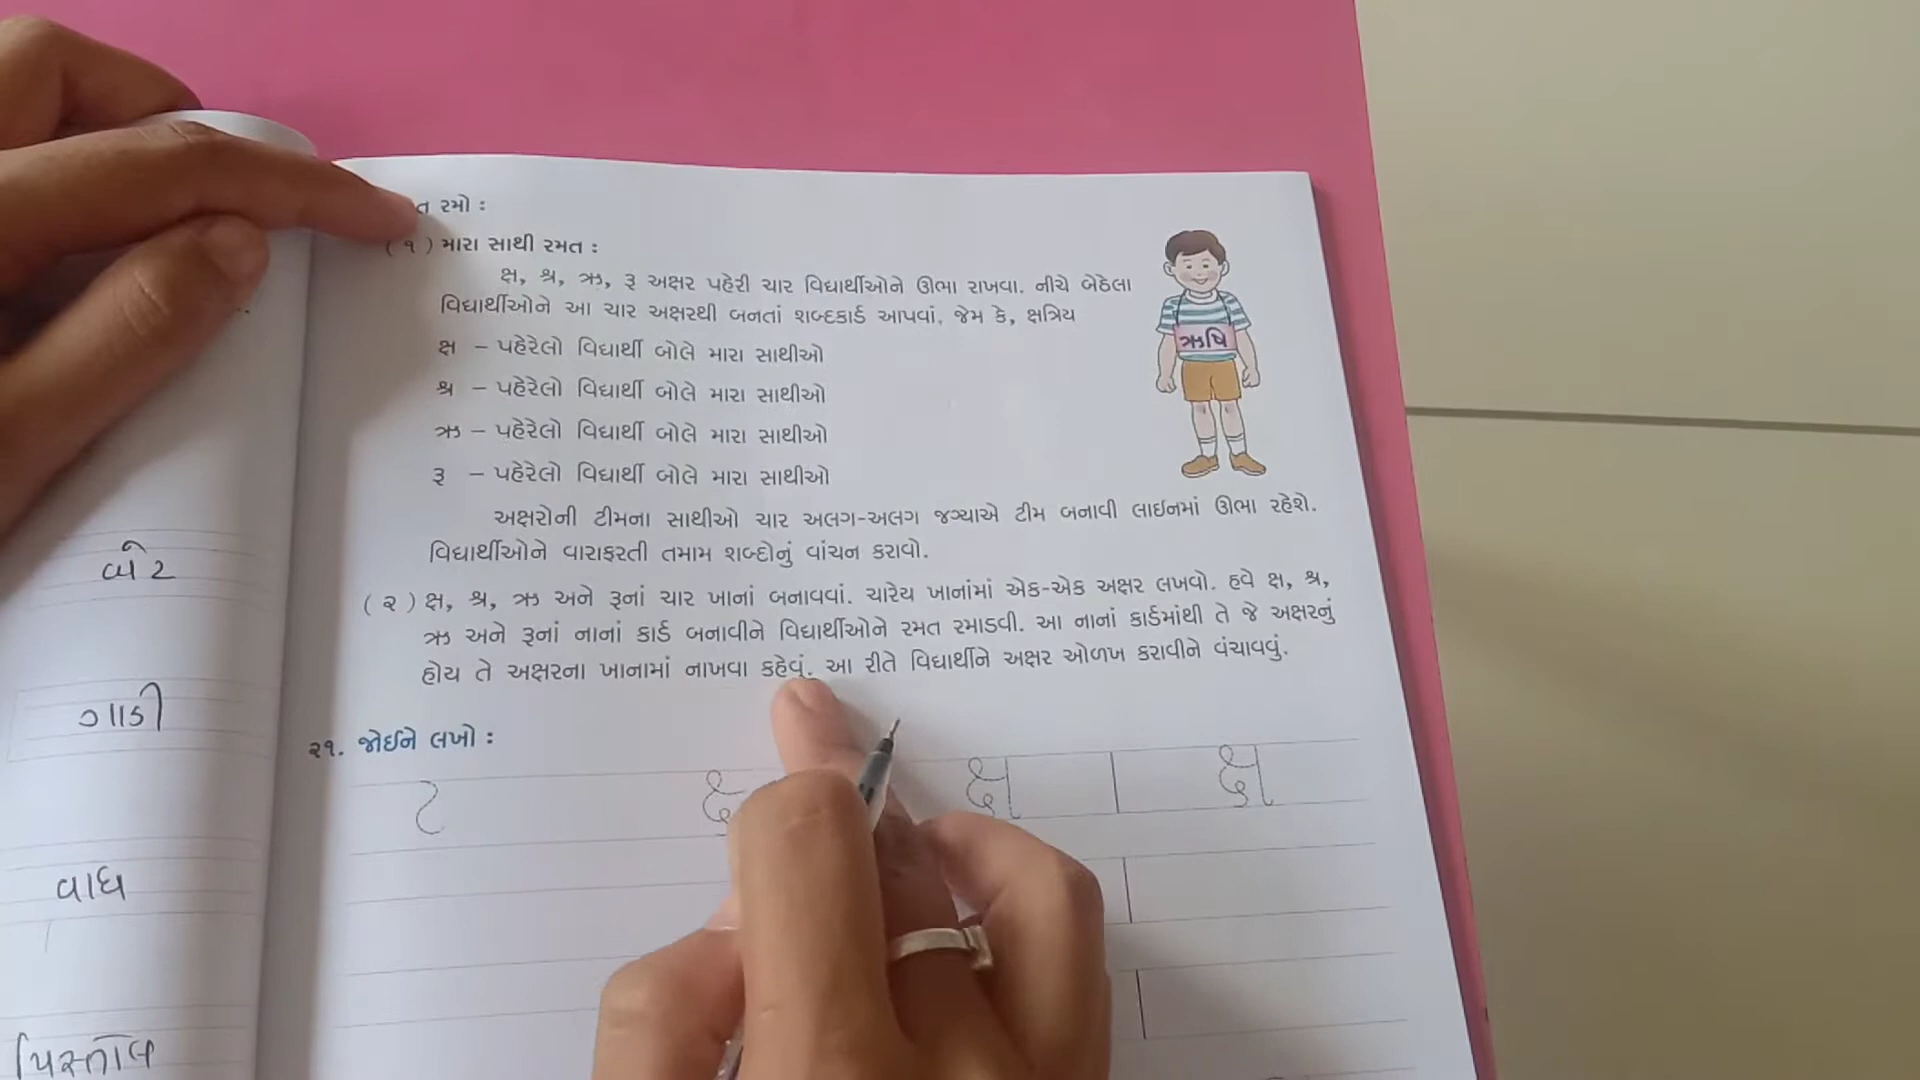 રમો :
( ૧ ) મારા સાથી રમત :
ક્ષ, શ્ર, ઋ, રૂ અક્ષર પહેરી ચાર વિદ્યાર્થીઓને ઊભા રાખવા. નીચે બેઠેલા
વિદ્યાર્થીઓને આ ચાર અક્ષરથી બનતાં શબ્દકાર્ડ આપવાં. જેમ કે, ક્ષત્રિય
ઋષિ
ક્ષ – પહેરેલો વિદ્યાર્થી બોલે મારા સાથીઓ
શ્ર – પહેરેલો વિદ્યાર્થી બોલે મારા સાથીઓ
ઋ – પહેરેલો વિદ્યાર્થી બોલે મારા સાથીઓ
રૂ – પહેરેલો વિદ્યાર્થી બોલે મારા સાથીઓ
અક્ષરોની ટીમના સાથીઓ ચાર અલગ-અલગ જગ્યાએ ટીમ બનાવી લાઇનમાં ઊભા રહેશે.
વિદ્યાર્થીઓને વારાફરતી તમામ શબ્દોનું વાંચન કરાવો.
( ૨ ) ક્ષ, શ્ર, ઋ અને રૂનાં ચાર ખાનાં બનાવવાં. ચારેય ખાનાંમાં એક-એક અક્ષર લખવો. હવે ક્ષ, શ્ર,
ઋ અને રૂનાં નાનાં કાર્ડ બનાવીને વિદ્યાર્થીઓને રમત રમાડવી. આ નાનાં કાર્ડમાંથી તે જે અક્ષરનું
હોય તે અક્ષરના ખાનામાં નાખવા કહેવું. આ રીતે વિદ્યાર્થીને અક્ષર ઓળખ કરાવીને વંચાવવું.
૨૧. જોઈને લખો :
ક્ષ ક્ષ
ગાડી
વાઘ
પિસ્તોલ